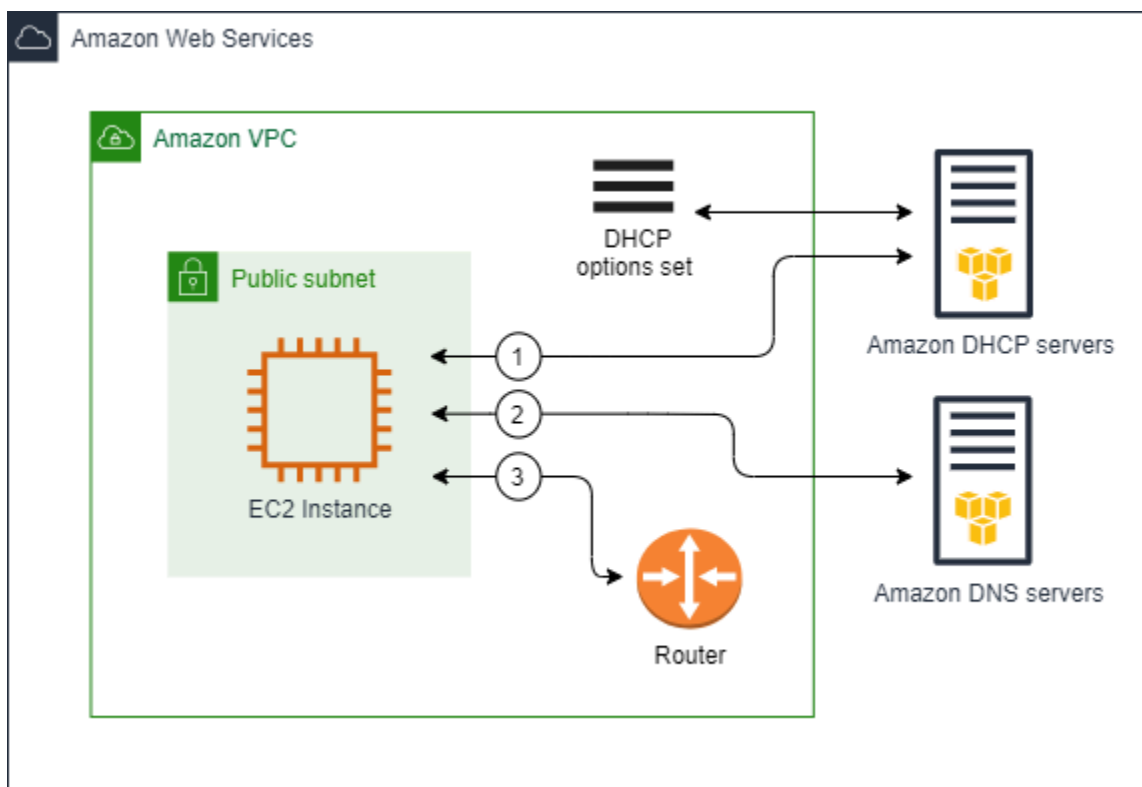 Amazon Web Services
Amazon VPC
DHCP
options set
Public subnet
1
Amazon DHCP servers
2
3
EC2 Instance
Amazon DNS servers
Router